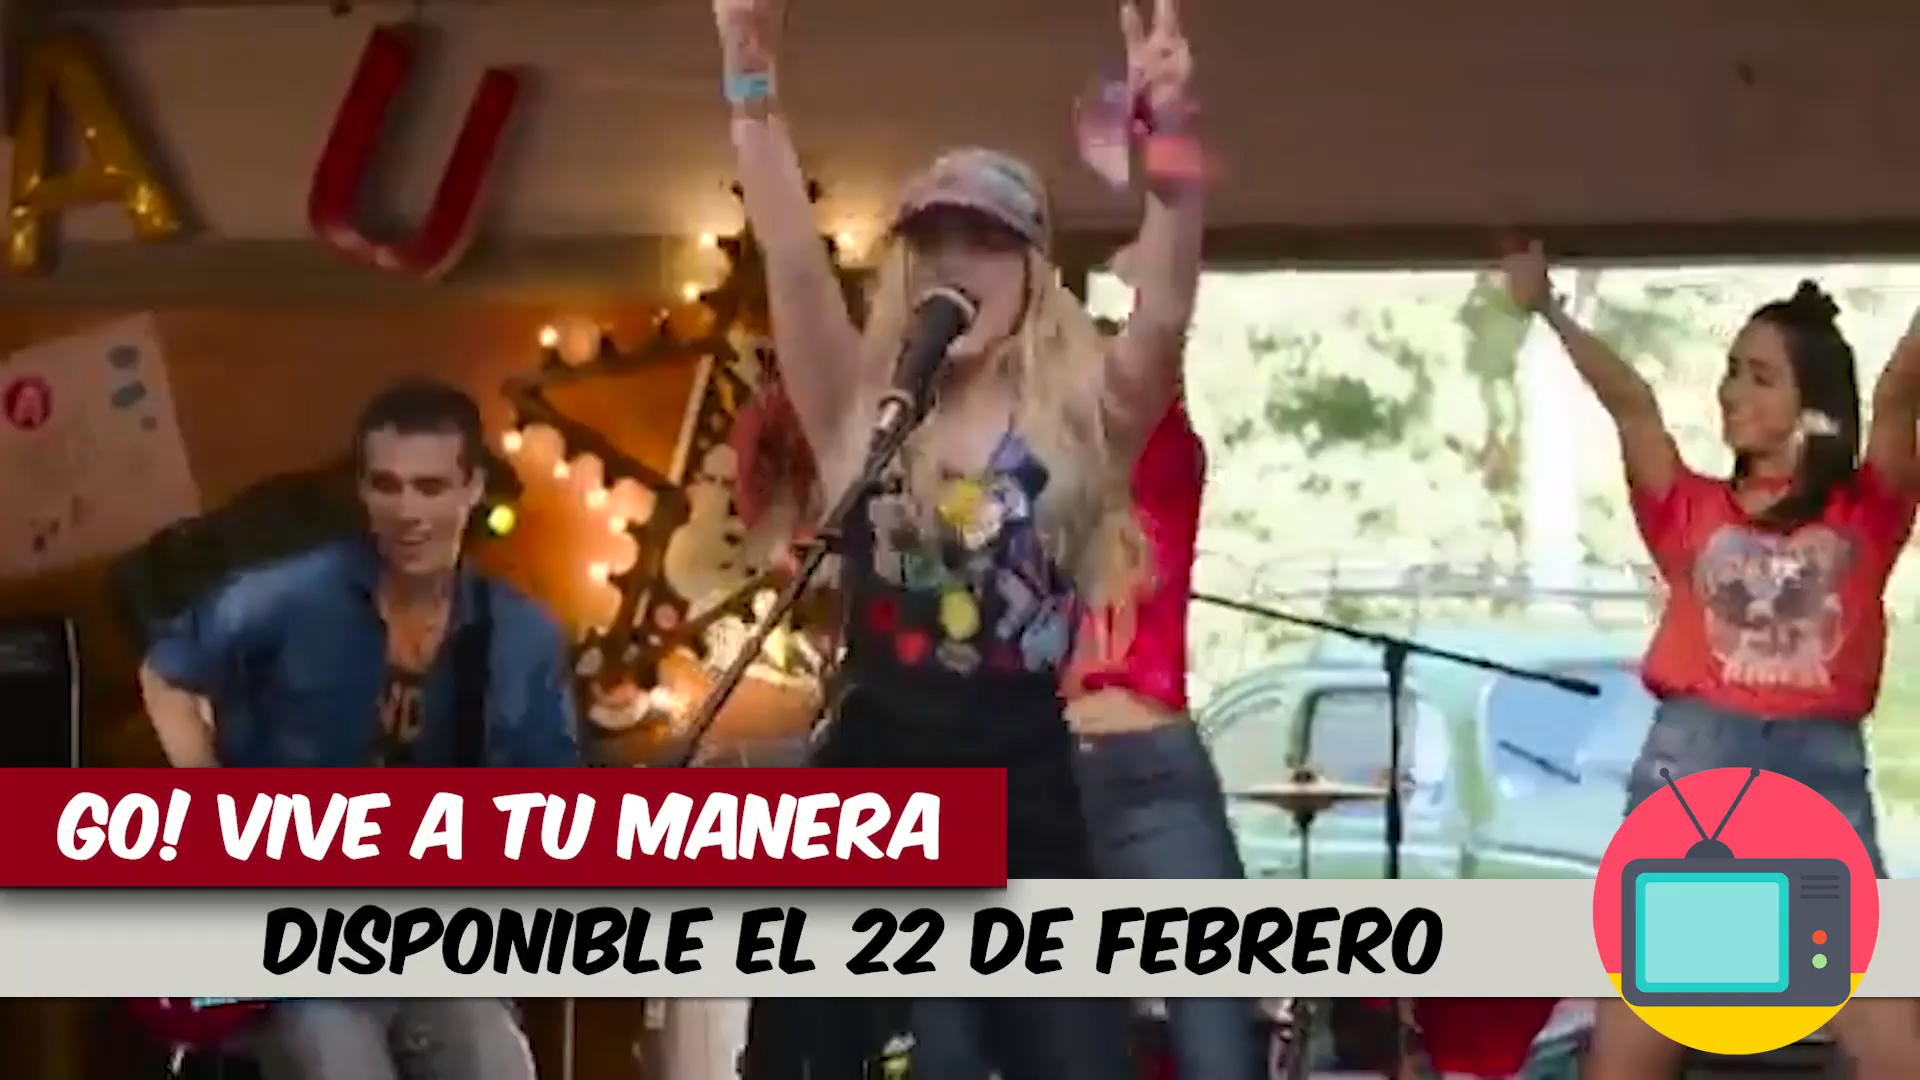 A U
A
GO! VIVE A TU MANERA
DISPONIBLE EL 22 DE FEBRERO